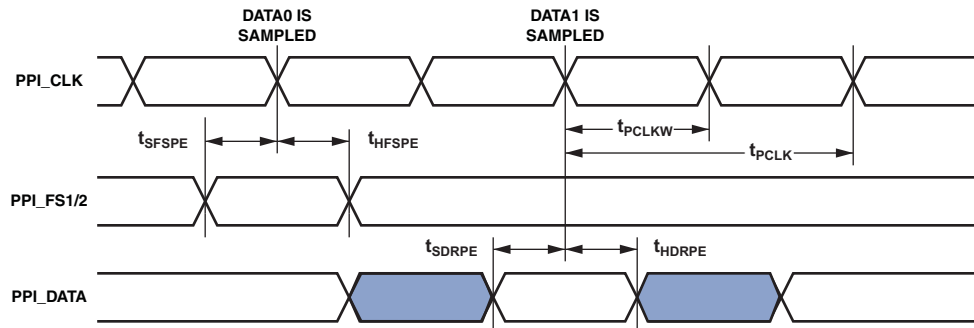 DATA0 IS
SAMPLED
DATA1 IS
SAMPLED
PPI_CLK
tPCLKW
tSFSPE
tHFSPE
tPCLK
PPI_FS1/2
tSDRPE
tHDRPE
PPI_DATA